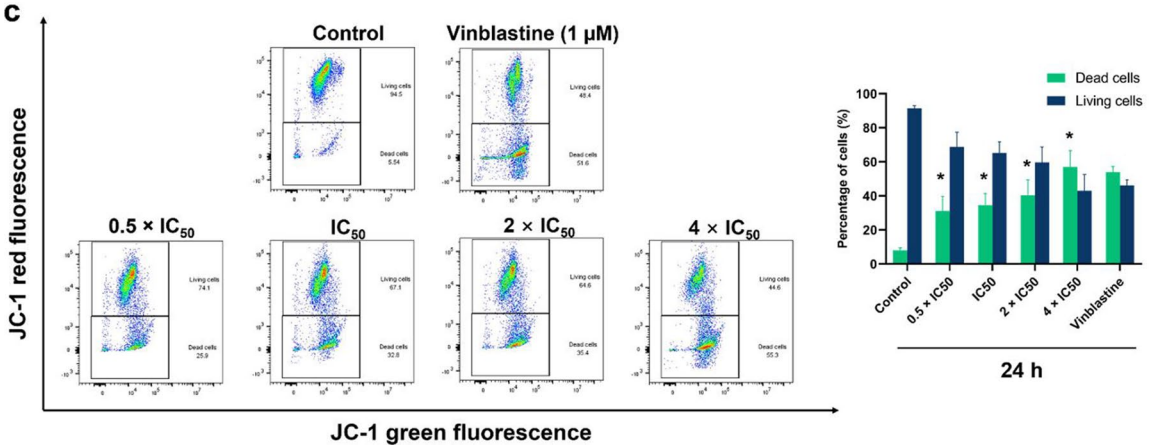 c
JC-1 red fluorescence
Control
Living cells
94.5
Dead cells
5.54
Vinblastine (1 µM)
Living cells
48.4
Dead cells
51.6
0.5 × IC50
Living cells
74.1
Dead cells
25.9
IC50
Living cells
67.1
Dead cells
32.8
2 × IC50
Living cells
64.6
Dead cells
35.4
4 × IC50
Living cells
44.6
Dead cells
55.3
JC-1 green fluorescence
Dead cells
Living cells
Percentage of cells (%)
100
80
60
40
20
0
* * * *
Control
0.5 × IC50
IC50
2 × IC50
4 × IC50
Vinblastine
24 h